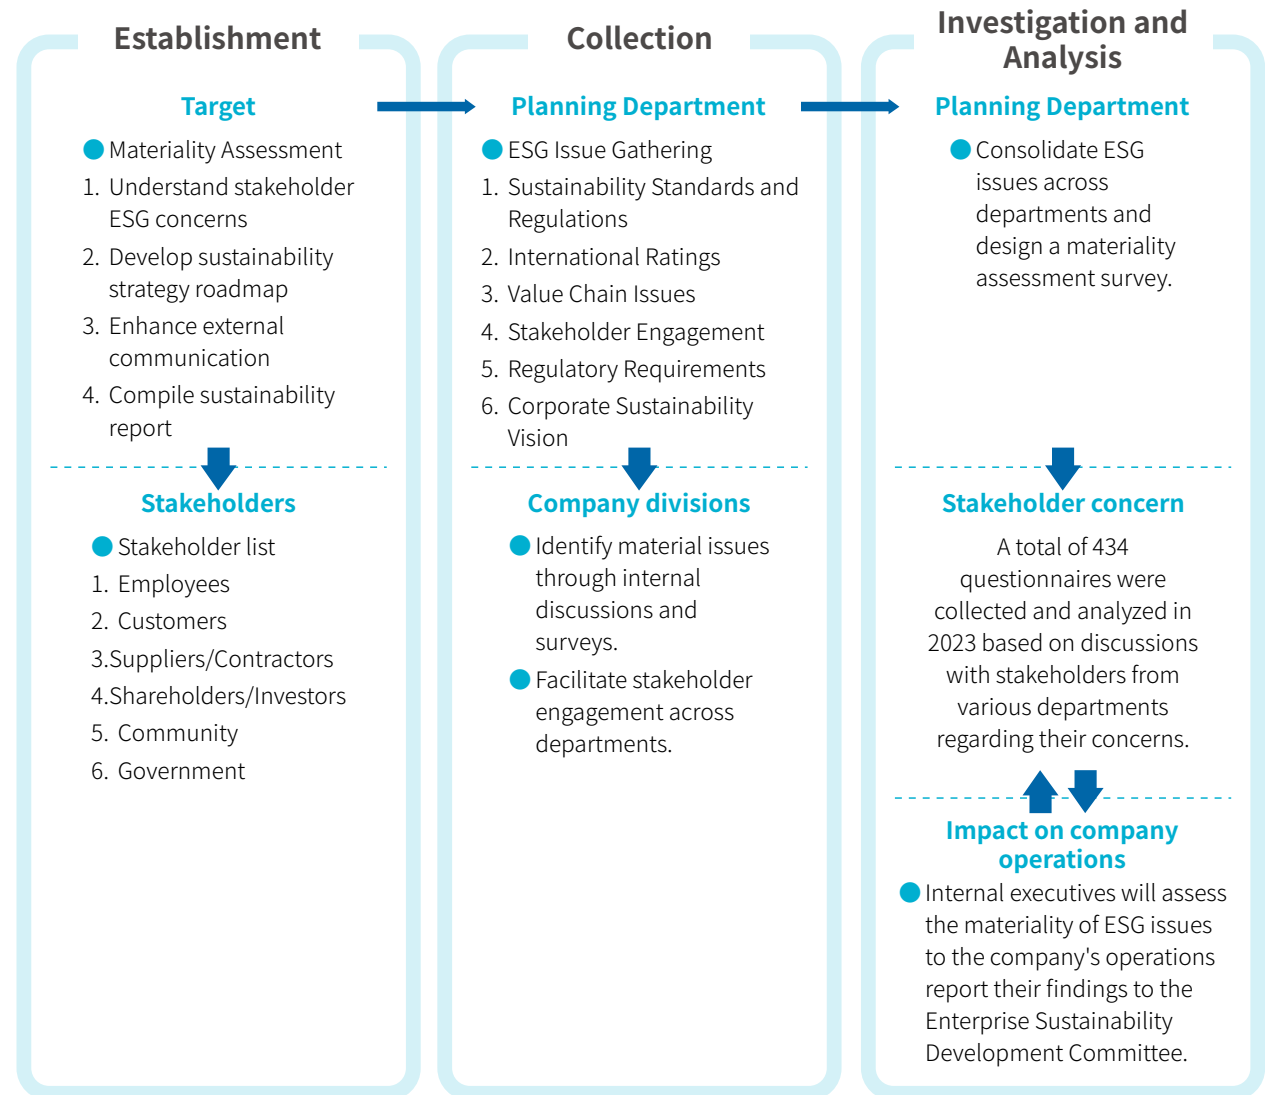 Establishment
Target
Materiality Assessment
1. Understand stakeholder
ESG concerns
2. Develop sustainability
strategy roadmap
3. Enhance external
communication
4. Compile sustainability
report
Stakeholders
Stakeholder list
1. Employees
2. Customers
3.Suppliers/Contractors
4.Shareholders/Investors
5. Community
6. Government
Collection
Planning Department
ESG Issue Gathering
1. Sustainability Standards and
Regulations
2. International Ratings
3. Value Chain Issues
4. Stakeholder Engagement
5. Regulatory Requirements
6. Corporate Sustainability
Vision
Company divisions
Identify material issues
through internal
discussions and
surveys.
Facilitate stakeholder
engagement across
departments.
Investigation and
Analysis
Planning Department
Consolidate ESG
issues across
departments and
design a materiality
assessment survey.
Stakeholder concern
A total of 434
questionnaires were
collected and analyzed in
2023 based on discussions
with stakeholders from
various departments
regarding their concerns.
Impact on company
operations
Internal executives will assess
the materiality of ESG issues
to the company's operations
report their findings to the
Enterprise Sustainability
Development Committee.